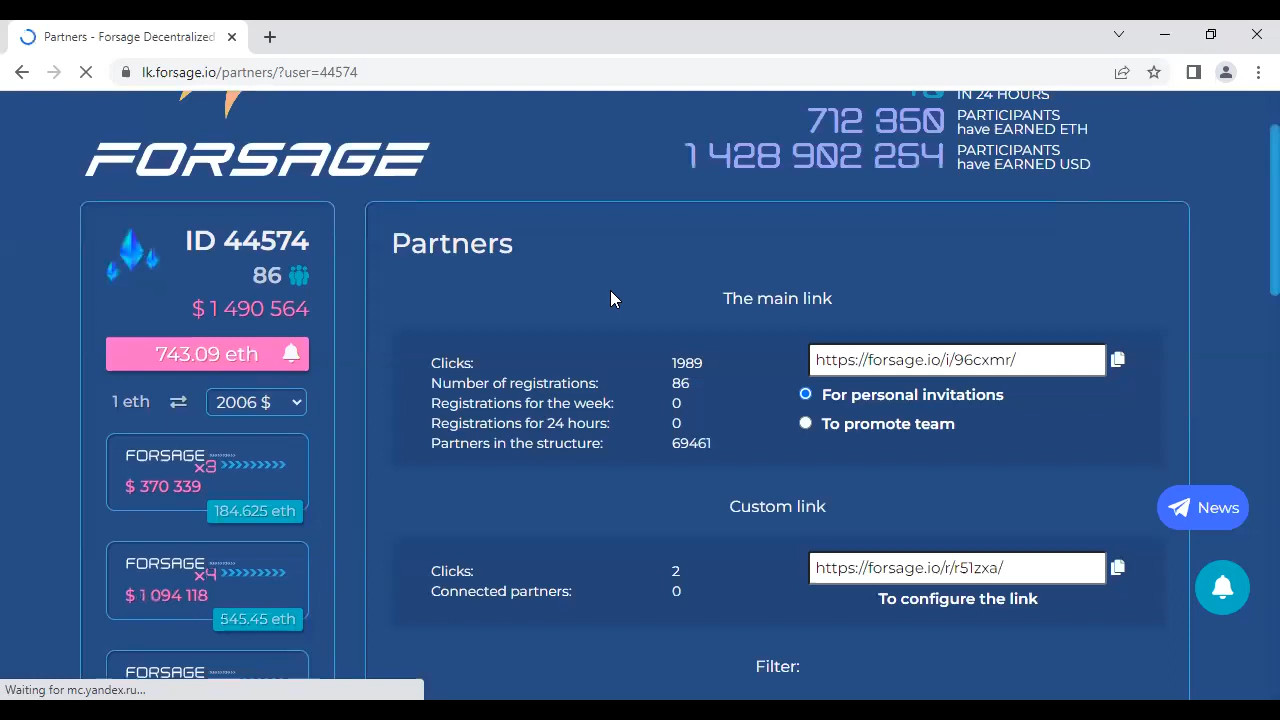 Partners - Forsage Decentralized
lk.forsage.io/partners/?user=44574
IN 24 HOURS
712 350 PARTICIPANTS
have EARNED ETH
1 428 902 254 PARTICIPANTS
have EARNED USD
FORSAGE
ID 44574
86
$ 1 490 564
743.09 eth
1 eth 2006 $
FORSAGE
x3
$ 370 339
184.625 eth
FORSAGE
x4
$ 1 094 118
545.45 eth
FORSAGE
Partners
The main link
Clicks: 1989
Number of registrations: 86
Registrations for the week: 0
Registrations for 24 hours: 0
Partners in the structure: 69461
https://forsage.io/i/96cxmr/
For personal invitations
To promote team
Custom link
Clicks: 2
Connected partners: 0
https://forsage.io/r/r51zxa/
To configure the link
Filter:
News
Waiting for mc.yandex.ru...